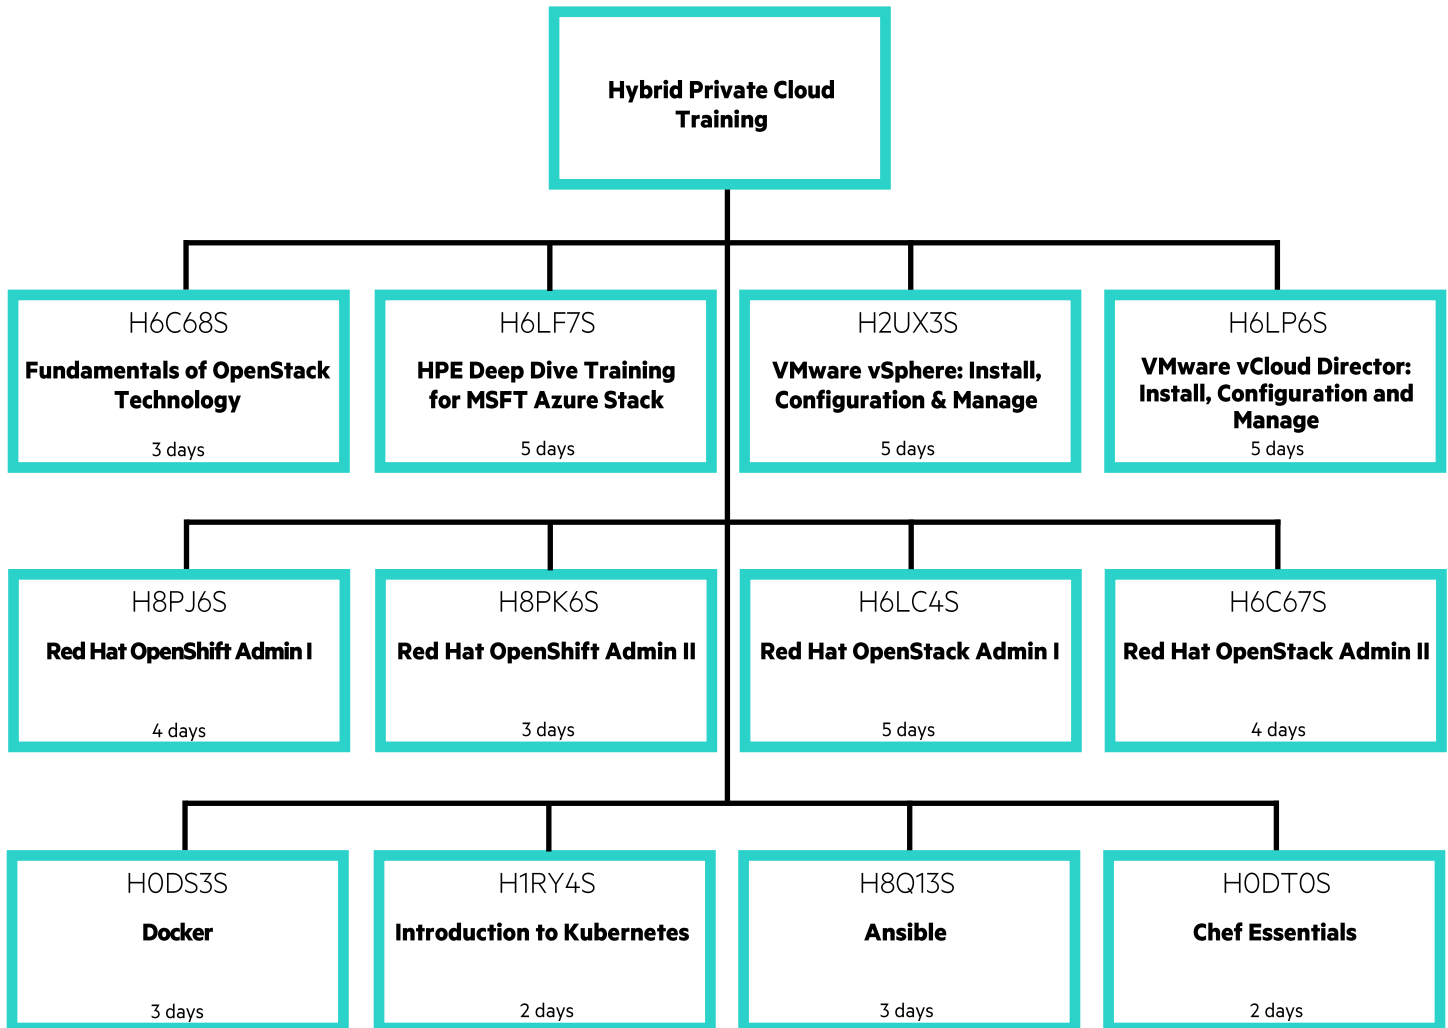 Hybrid Private Cloud
Training
H6C68S
Fundamentals of OpenStack
Technology
3 days
H6LF7S
HPE Deep Dive Training
for MSFT Azure Stack
5 days
H2UX3S
VMware vSphere: Install,
Configuration & Manage
5 days
H6LP6S
VMware vCloud Director:
Install, Configuration and
Manage
5 days
H8PJ6S
Red Hat OpenShift Admin I
4 days
H8PK6S
Red Hat OpenShift Admin II
3 days
H6LC4S
Red Hat OpenStack Admin I
5 days
H6C67S
Red Hat OpenStack Admin II
4 days
H0DS3S
Docker
3 days
H1RY4S
Introduction to Kubernetes
2 days
H8Q13S
Ansible
3 days
H0DT0S
Chef Essentials
2 days